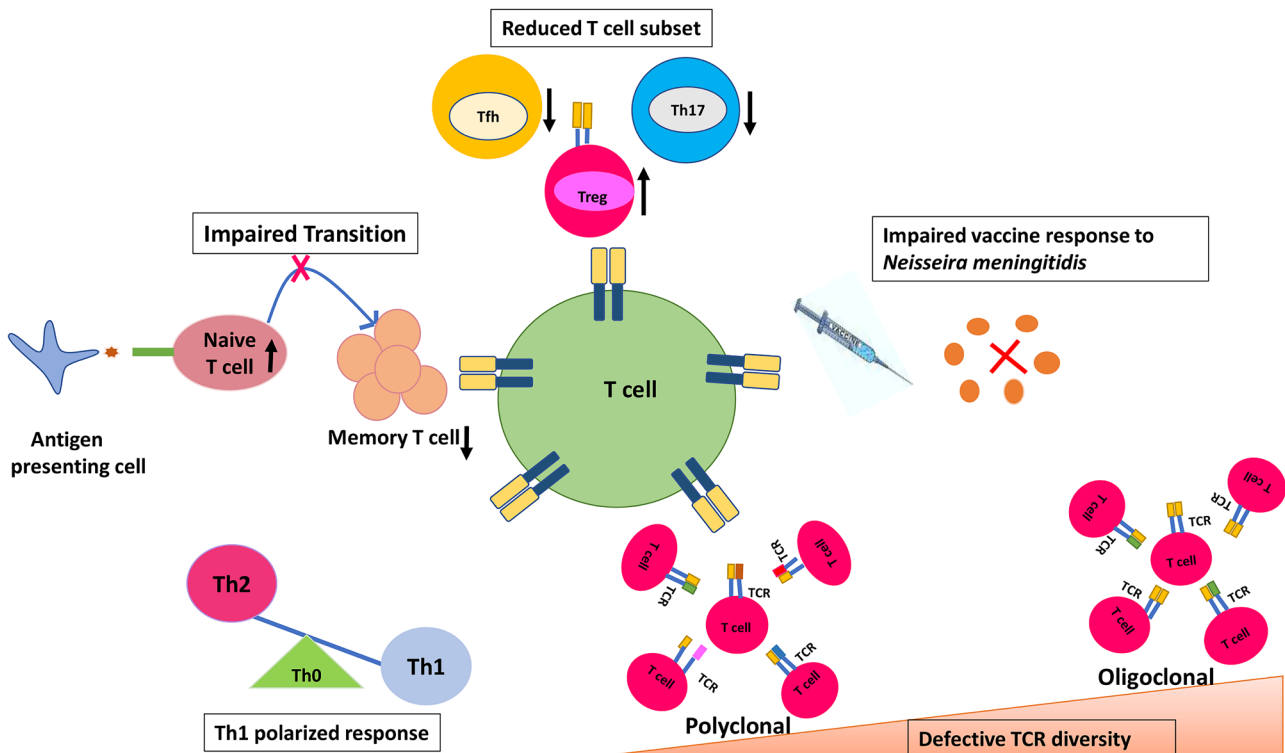 Reduced T cell subset
Tfh
Th17
Treg
Impaired Transition
Naive
T cell
Memory T cell
Antigen
presenting cell
T cell
Impaired vaccine response to
Neisseira meningitidis
VACCINE
Th2
Th0
Th1
Th1 polarized response
T cell
TCR
T cell
TCR
T cell
TCR
T cell
TCR
T cell
TCR
Polyclonal
T cell
TCR
T cell
TCR
T cell
TCR
T cell
TCR
T cell
TCR
Oligoclonal
Defective TCR diversity